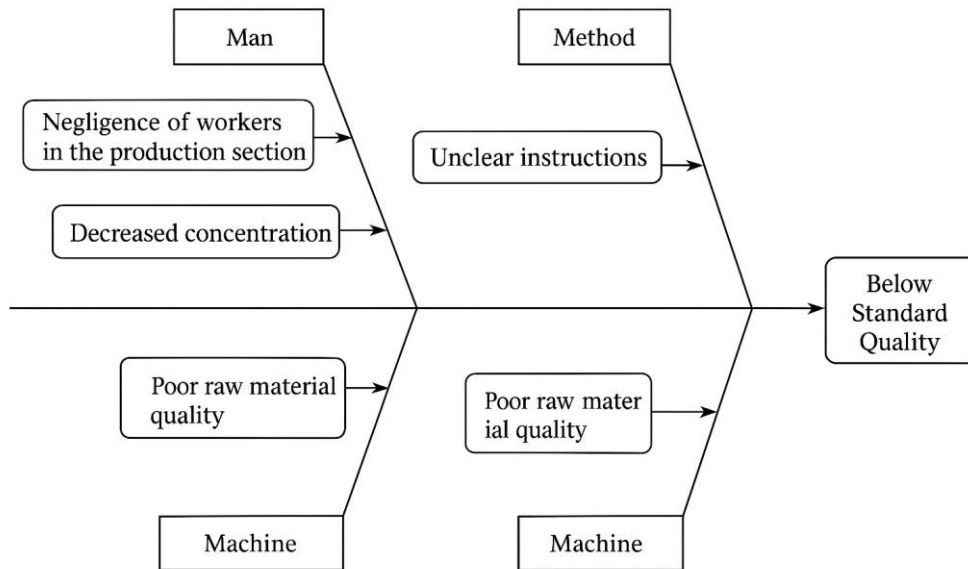 Man
Method
Negligence of workers
in the production section
Unclear instructions
Decreased concentration
Below
Standard
Quality
Poor raw material
quality
Poor raw mater
ial quality
Machine
Machine